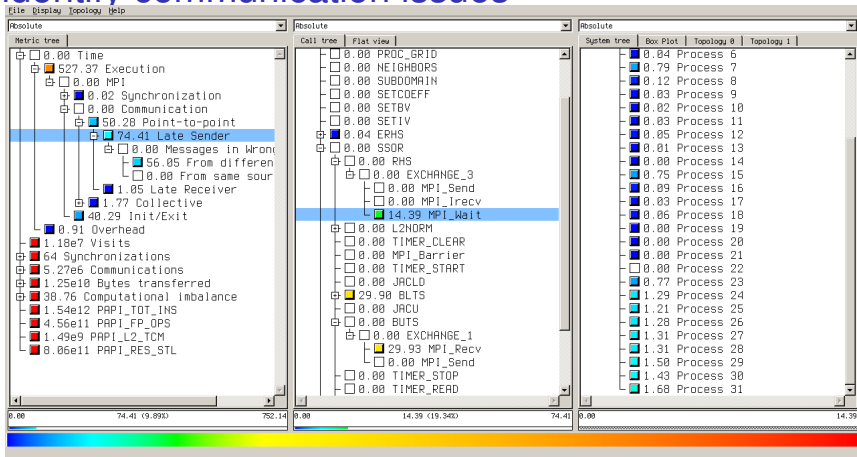 identify communication issues
File Display Topology Help
Absolute
Absolute
Absolute
Metric tree
Call tree
Flat view
System tree
Box Plot
Topology 0
Topology 1
0.00 Time
527.37 Execution
0.00 MPI
0.02 Synchronization
0.00 Communication
50.28 Point-to-point
74.41 Late Sender
0.00 Messages in Wron
56.05 From differen
0.00 From same sour
1.05 Late Receiver
1.77 Collective
40.29 Init/Exit
0.91 Overhead
1.18e7 Visits
64 Synchronizations
5.27e6 Communications
1.25e10 Bytes transferred
38.76 Computational imbalance
1.54e12 PAPI_TOT_INS
4.56e11 PAPI_FP_OPS
1.49e9 PAPI_L2_TCM
8.06e11 PAPI_RES_STL
0.00 PROC_GRID
0.00 NEIGHBORS
0.00 SUBDOMAIN
0.00 SETCOEFF
0.00 SETBV
0.00 SETIV
0.04 ERHS
0.00 SSOR
0.00 RHS
0.00 EXCHANGE_3
0.00 MPI_Send
0.00 MPI_Irecv
14.39 MPI_Wait
0.00 L2NORM
0.00 TIMER_CLEAR
0.00 MPI_Barrier
0.00 TIMER_START
0.00 JACLD
29.90 BLTS
0.00 JACU
0.00 BUTS
0.00 EXCHANGE_1
29.93 MPI_Recv
0.00 MPI_Send
0.00 TIMER_STOP
0.00 TIMER_READ
0.04 Process 6
0.79 Process 7
0.12 Process 8
0.03 Process 9
0.02 Process 10
0.03 Process 11
0.05 Process 12
0.01 Process 13
0.00 Process 14
0.75 Process 15
0.09 Process 16
0.03 Process 17
0.06 Process 18
0.00 Process 19
0.00 Process 20
0.00 Process 21
0.00 Process 22
0.77 Process 23
1.29 Process 24
1.21 Process 25
1.28 Process 26
1.31 Process 27
1.31 Process 28
1.50 Process 29
1.43 Process 30
1.68 Process 31
0.00 74.41 (9.89%) 752.14
0.00 14.39 (19.34%) 74.41
0.00 14.39